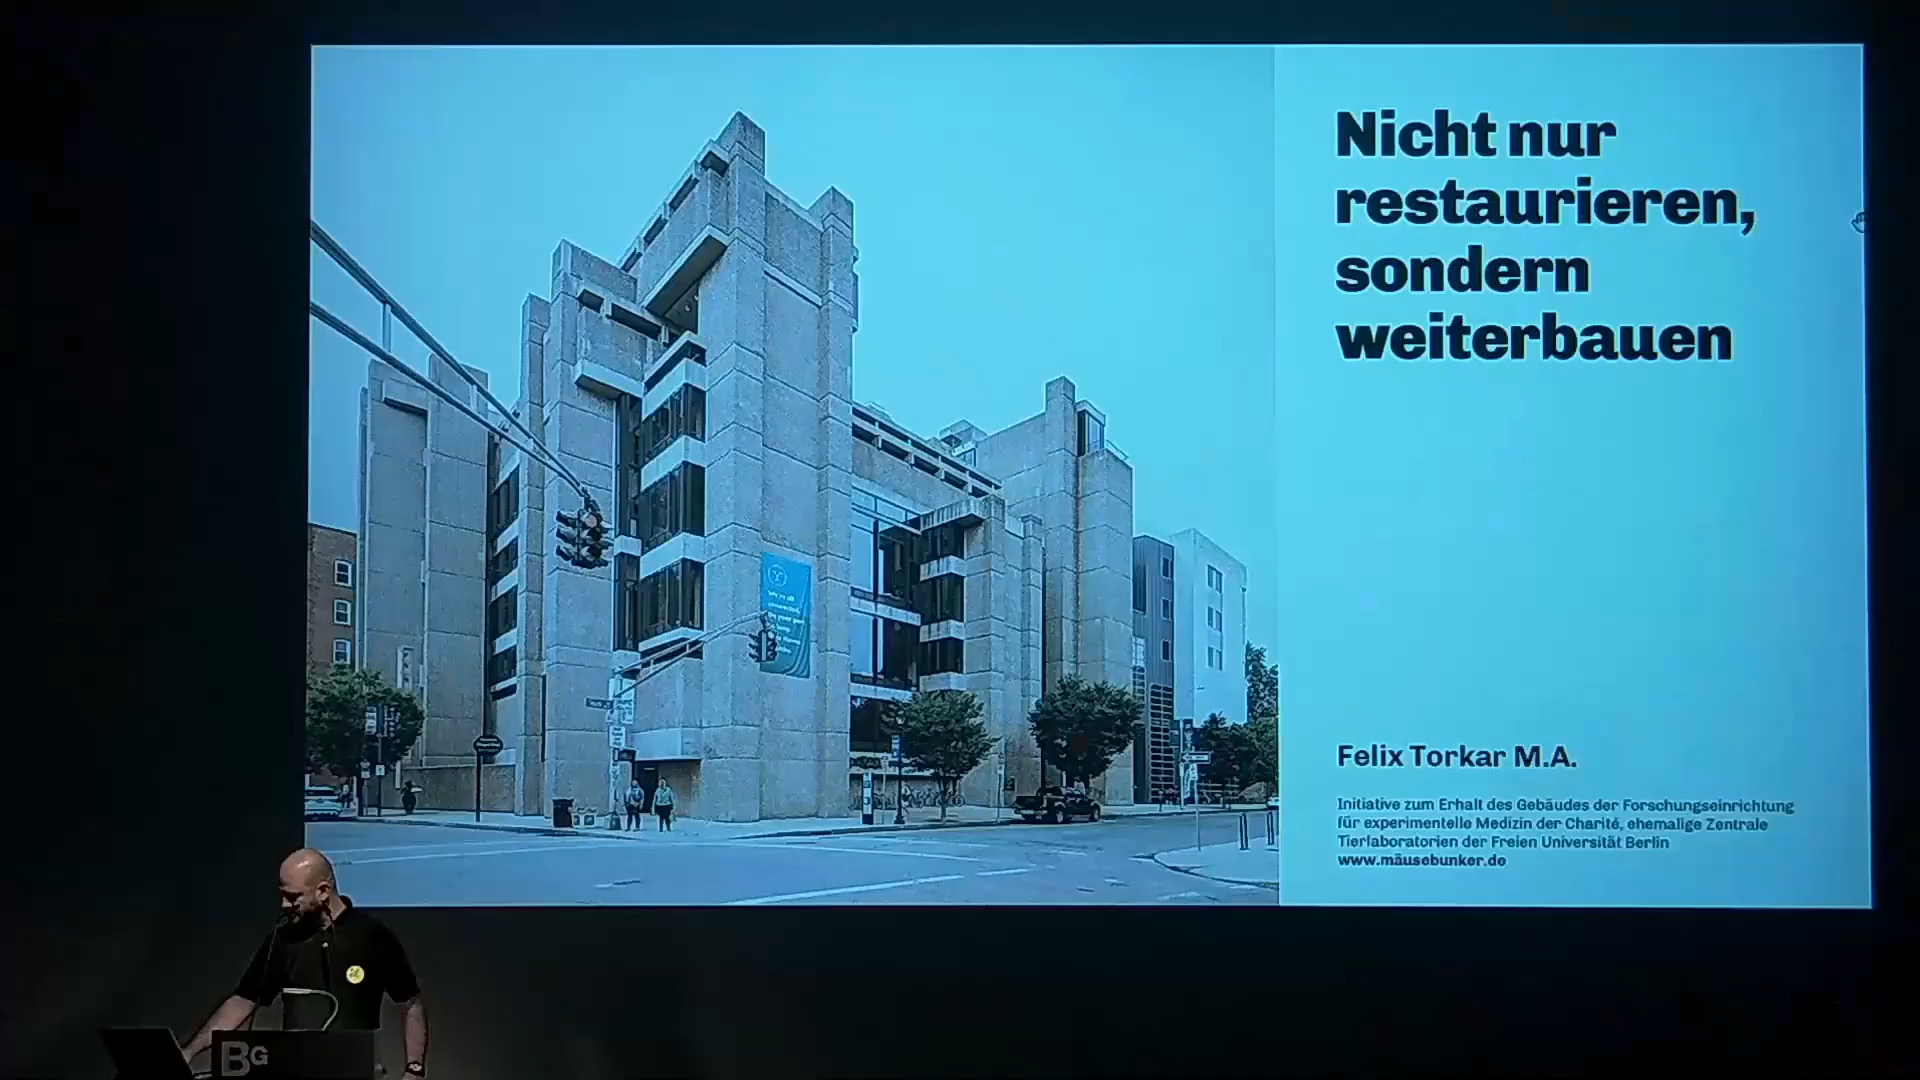 Nicht nur
restaurieren,
sondern
weiterbauen
Felix Torkar M.A.
Initiative zum Erhalt des Gebäudes der Forschungseinrichtung
für experimentelle Medizin der Charité, ehemalige Zentrale
Tierlaboratorien der Freien Universität Berlin
www.mäusebunker.de
BG